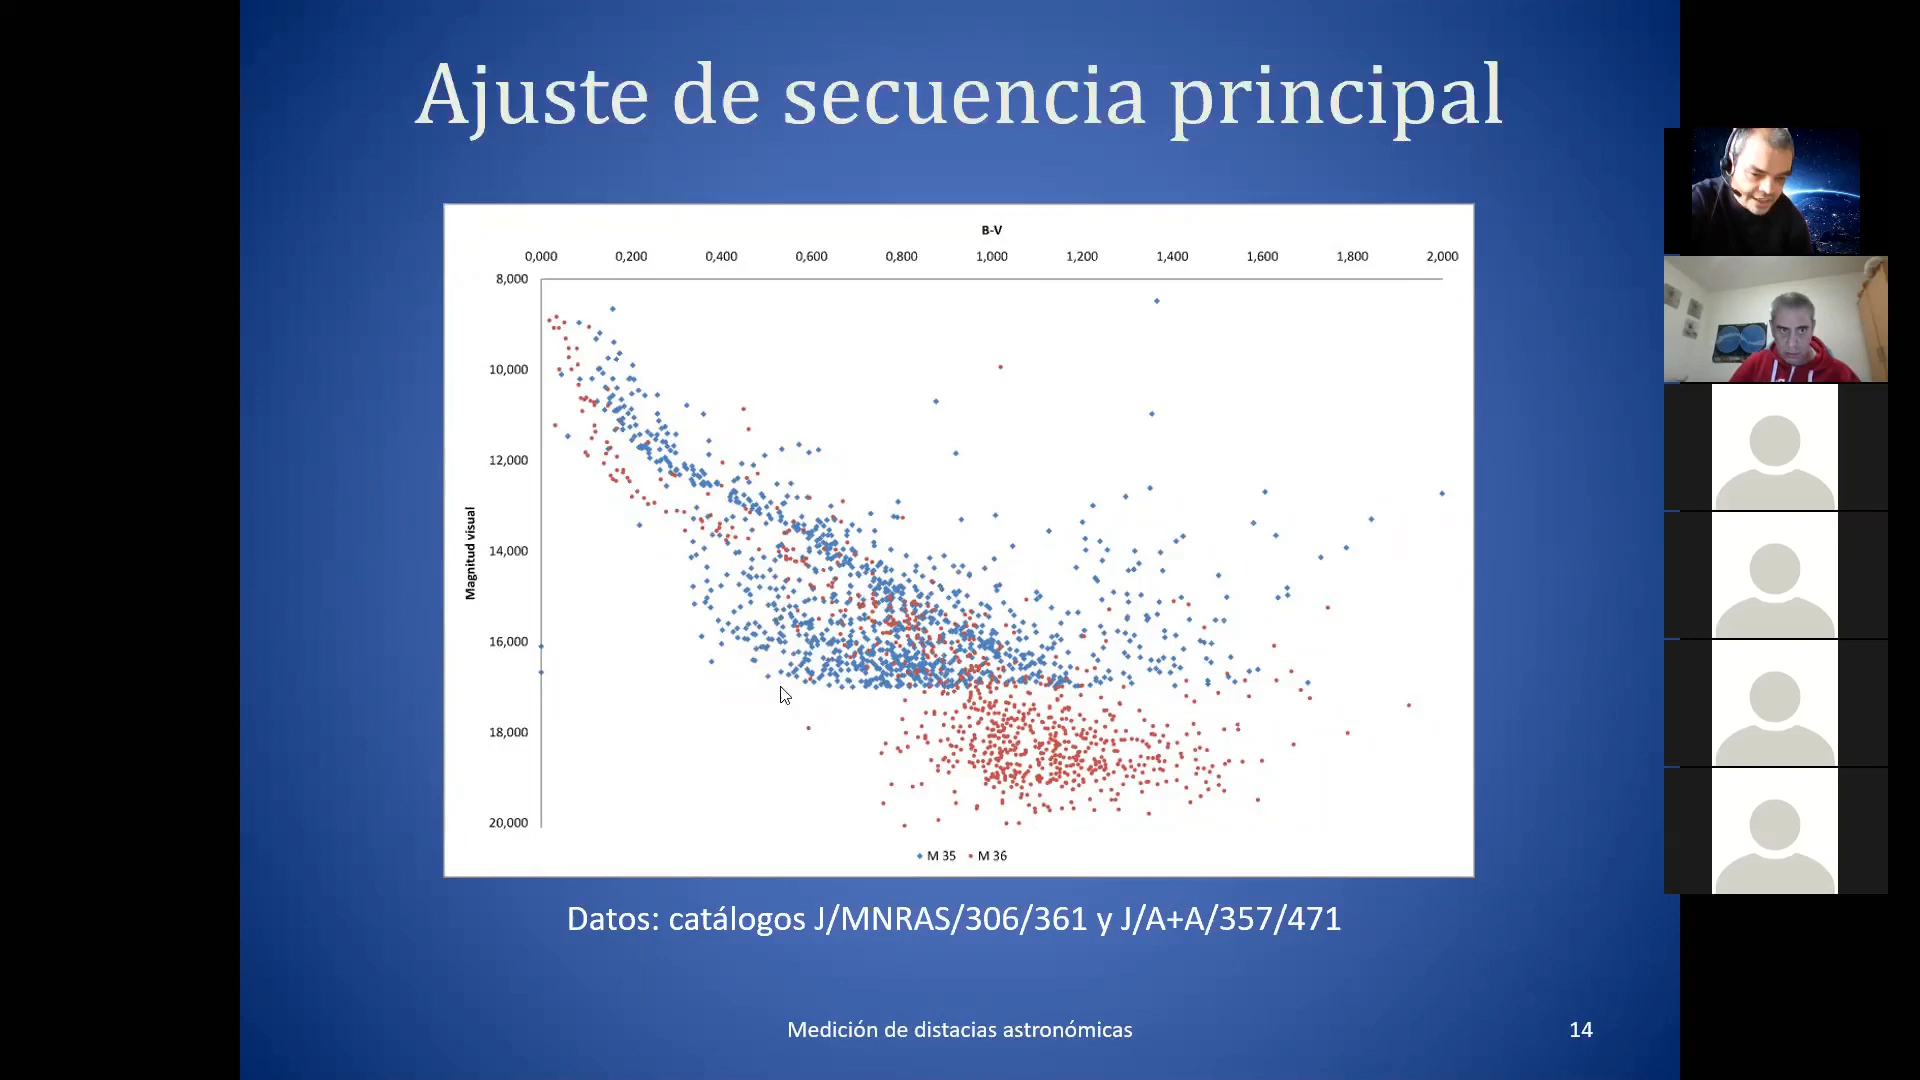 Ajuste de secuencia principal
B-V
0,000 0,200 0,400 0,600 0,800 1,000 1,200 1,400 1,600 1,800 2,000
8,000
10,000
12,000
14,000
16,000
18,000
20,000
Magnitud visual
M 35 M 36
Datos: catálogos J/MNRAS/306/361 y J/A+A/357/471
Medición de distacias astronómicas
14